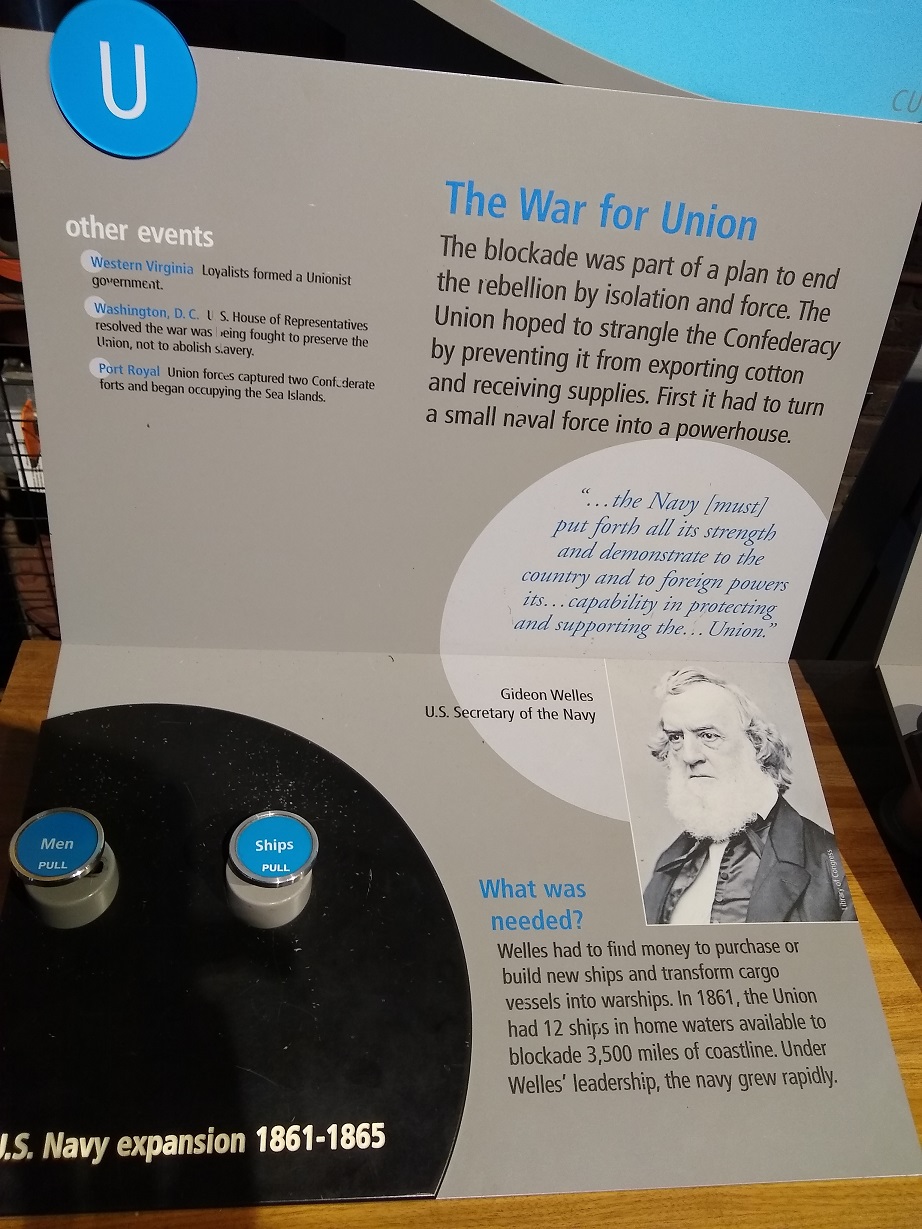 U
CU
other events
Western Virginia Loyalists formed a Unionist
government.
Washington, D.C. U S. House of Representatives
resolved the war was being fought to preserve the
Union, not to abolish slavery.
Port Royal Union forces captured two Confederate
forts and began occupying the Sea Islands.
The War for Union
The blockade was part of a plan to end
the rebellion by isolation and force. The
Union hoped to strangle the Confederacy
by preventing it from exporting cotton
and receiving supplies. First it had to turn
a small naval force into a powerhouse.
“...the Navy [must]
put forth all its strength
and demonstrate to the
country and to foreign powers
its...capability in protecting
and supporting the... Union.”
Gideon Welles
U.S. Secretary of the Navy
Library of Congress
Men
PULL
Ships
PULL
What was
needed?
Welles had to find money to purchase or
build new ships and transform cargo
vessels into warships. In 1861, the Union
had 12 ships in home waters available to
blockade 3,500 miles of coastline. Under
Welles’ leadership, the navy grew rapidly.
U.S. Navy expansion 1861-1865